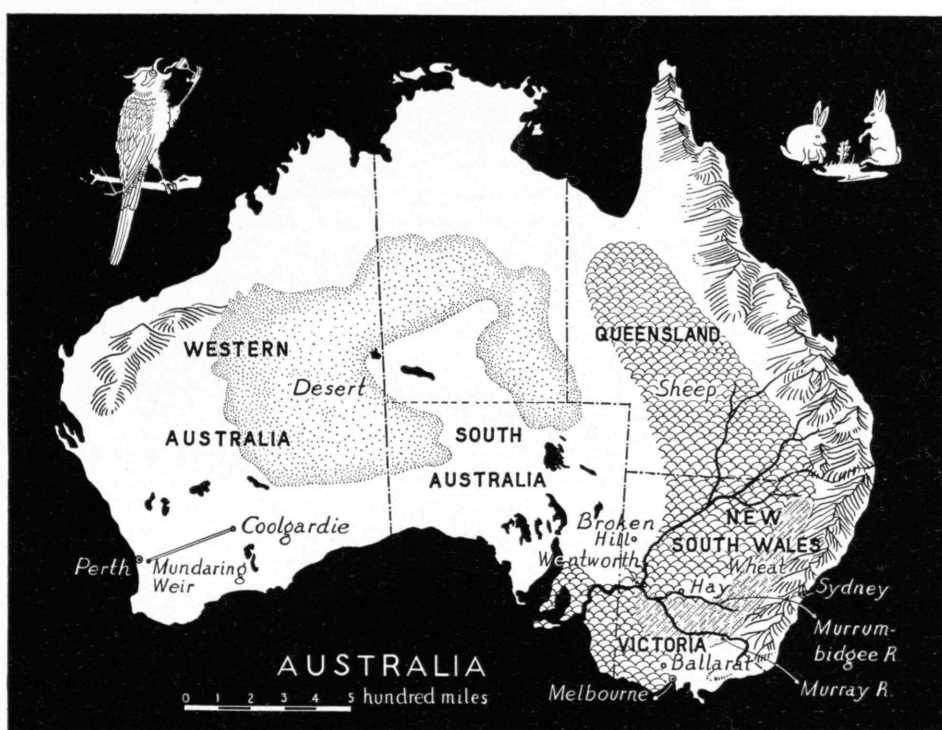 QUEENSLAND
WESTERN
Desert
Sheep
AUSTRALIA
SOUTH
AUSTRALIA
Coolgardie
NEW
Broken
Hill
SOUTH WALES
Wentworth
Wheat
Perth
Mundaring
Weir
Hay
Sydney
Murrum-
bidgee R.
VICTORIA
Ballarat
AUSTRALIA
Melbourne
Murray R.
0 1 2 3 4 5 hundred miles